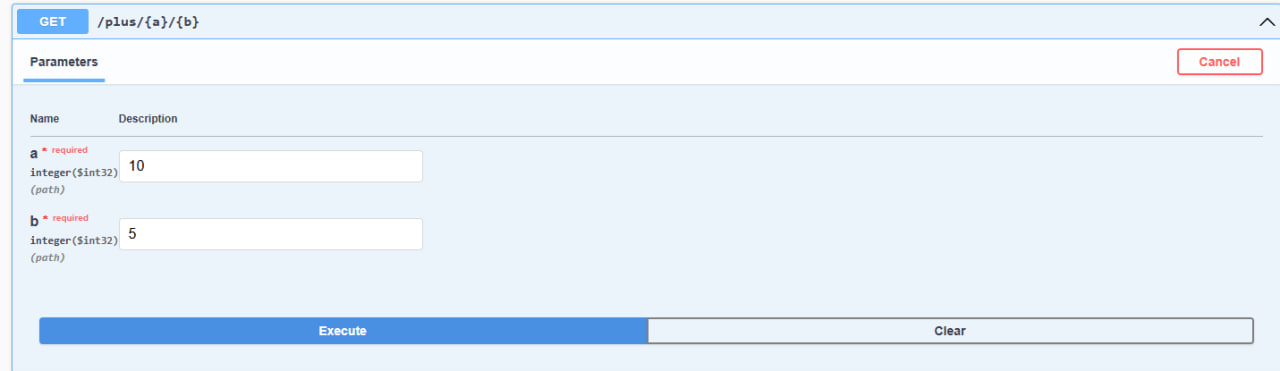 GET /plus/{a}/{b}
Parameters Cancel
Name Description
a * required
integer($int32) 10
(path)
b * required
integer($int32) 5
(path)
Execute Clear